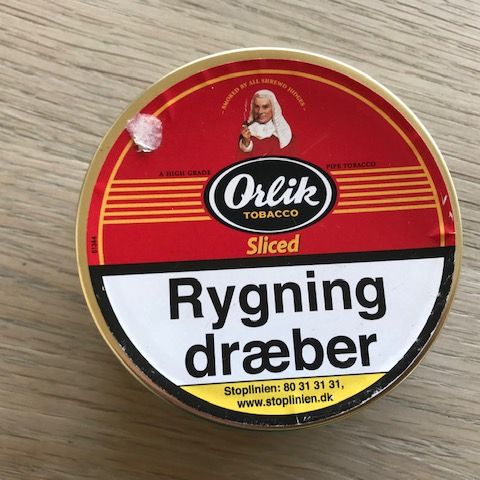 SMOKED BY ALL SHREWD JUDGES
A HIGH GRADE
PIPE TOBACCO
Orlik
TOBACCO
Sliced
Rygning
dræber
Stoplinien: 80 31 31 31,
www.stoplinien.dk